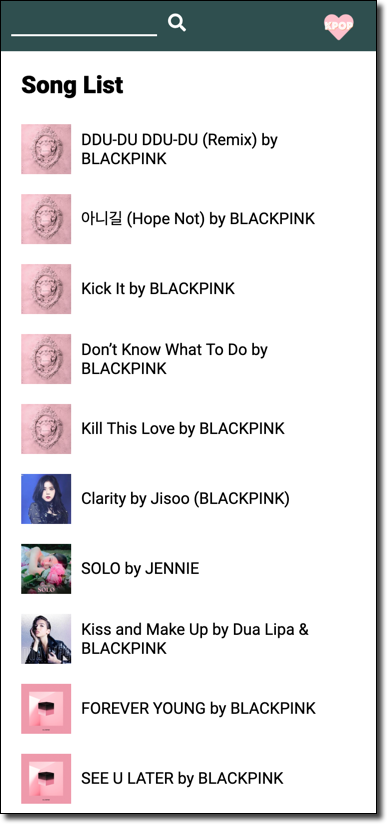 KPOP
Song List
DDU-DU DDU-DU (Remix) by
BLACKPINK
아니길 (Hope Not) by BLACKPINK
Kick It by BLACKPINK
Don’t Know What To Do by
BLACKPINK
Kill This Love by BLACKPINK
Clarity by Jisoo (BLACKPINK)
SOLO by JENNIE
SOLO
Kiss and Make Up by Dua Lipa &
BLACKPINK
FOREVER YOUNG by BLACKPINK
SEE U LATER by BLACKPINK